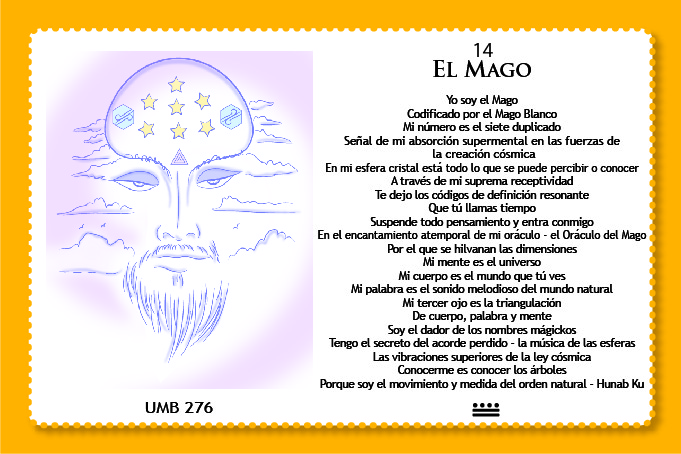 14
El Mago
Yo soy el Mago
Codificado por el Mago Blanco
Mi número es el siete duplicado
Señal de mi absorción supermental en las fuerzas de
la creación cósmica
En mi esfera cristal está todo lo que se puede percibir o conocer
A través de mi suprema receptividad
Te dejo los códigos de definición resonante
Que tú llamas tiempo
Suspende todo pensamiento y entra conmigo
En el encantamiento atemporal de mi oráculo - el Oráculo del Mago
Por el que se hilvanan las dimensiones
Mi mente es el universo
Mi cuerpo es el mundo que tú ves
Mi palabra es el sonido melodioso del mundo natural
Mi tercer ojo es la triangulación
De cuerpo, palabra y mente
Soy el dador de los nombres mágickos
Tengo el secreto del acorde perdido - la música de las esferas
Las vibraciones superiores de la ley cósmica
Conocerme es conocer los árboles
Porque soy el movimiento y medida del orden natural - Hunab Ku
UMB 276